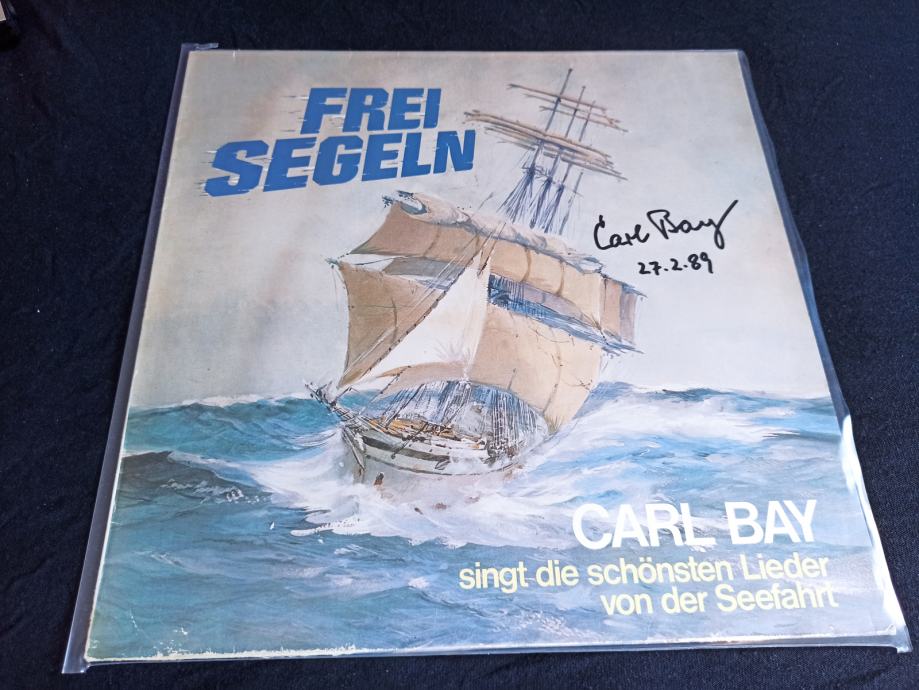 FREI
SEGELN
Carl Bay
27.2.89
CARL BAY
singt die schönsten Lieder
von der Seefahrt